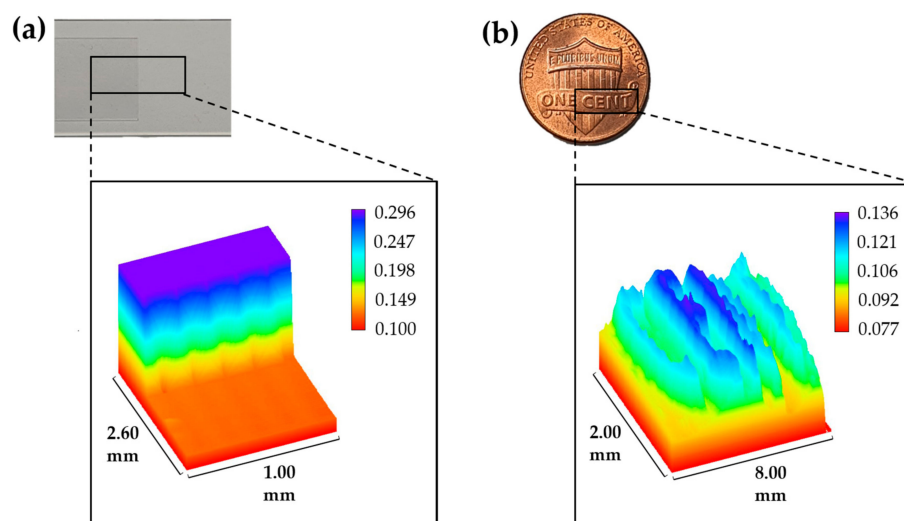 (a)
0.296
0.247
0.198
0.149
0.100
2.60
mm
1.00
mm
(b)
UNITED STATES OF AMERICA
E PLURIBUS UNUM
ONE CENT
0.136
0.121
0.106
0.092
0.077
2.00
mm
8.00
mm